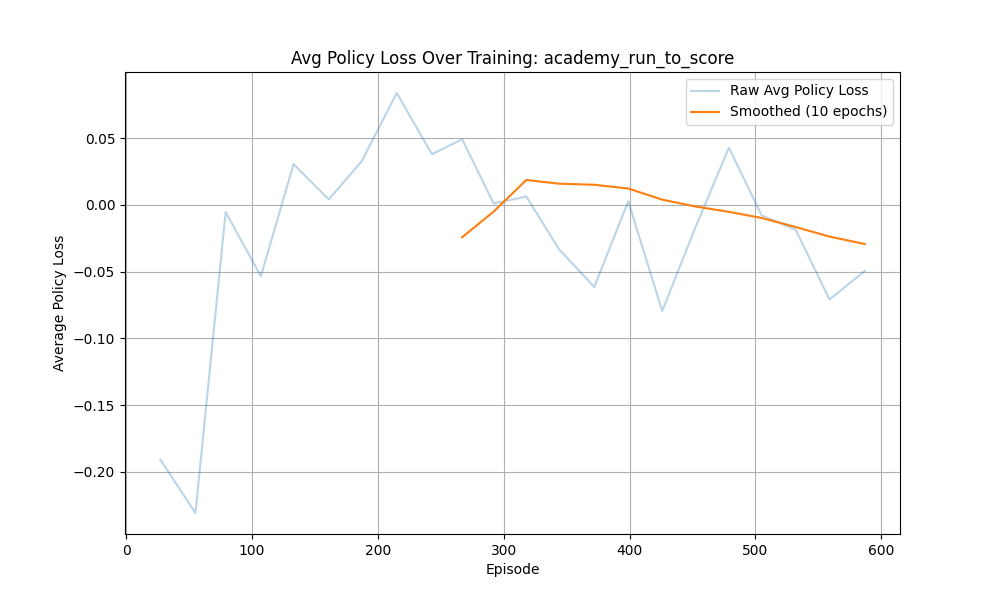 Avg Policy Loss Over Training: academy_run_to_score
Raw Avg Policy Loss
Smoothed (10 epochs)
Average Policy Loss
0.05
0.00
−0.05
−0.10
−0.15
−0.20
0 100 200 300 400 500 600
Episode